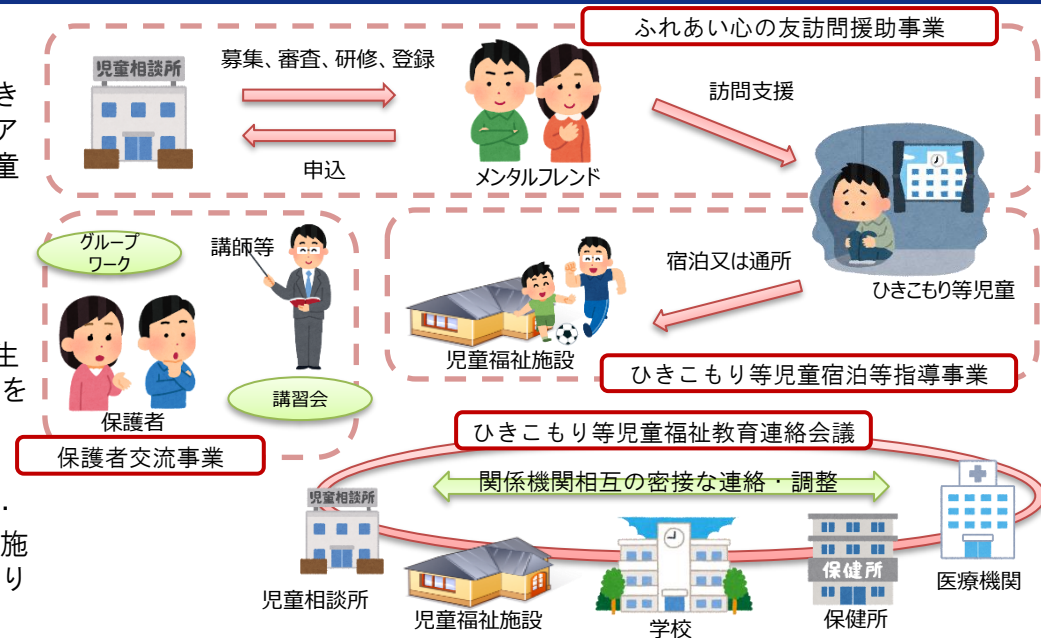 ふれあい心の友訪問援助事業
児童相談所
募集、審査、研修、登録
申込
メンタルフレンド
訪問支援
き
ア
童
グループ
ワーク
講師等
宿泊又は通所
ひきこもり等児童
児童福祉施設
ひきこもり等児童宿泊等指導事業
生
を
保護者
講習会
保護者交流事業
ひきこもり等児童福祉教育連絡会議
関係機関相互の密接な連絡・調整
・
施
り
児童相談所
児童相談所
児童福祉施設
学校
保健所
保健所
医療機関